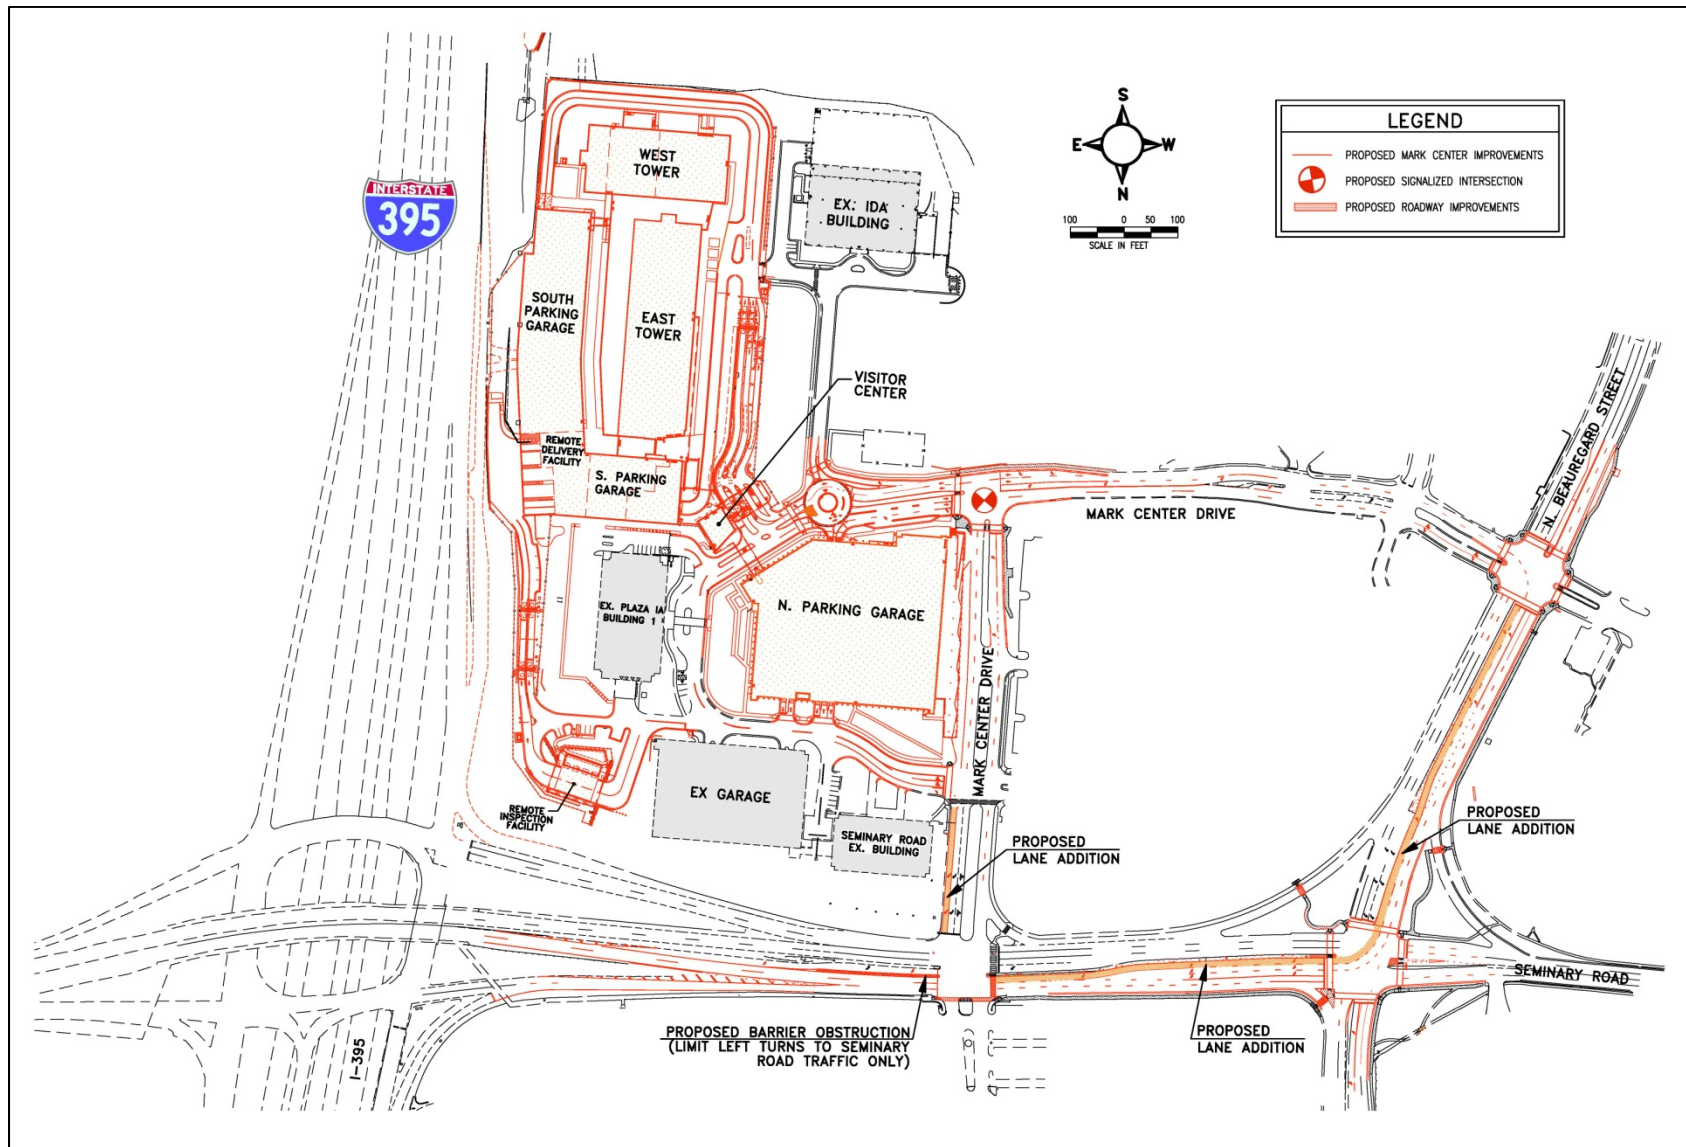 S
E
W
N
100 0 50 100
SCALE IN FEET
LEGEND
PROPOSED MARK CENTER IMPROVEMENTS
PROPOSED SIGNALIZED INTERSECTION
PROPOSED ROADWAY IMPROVEMENTS
INTERSTATE
395
WEST
TOWER
EX. IDA
BUILDING
SOUTH
PARKING
GARAGE
EAST
TOWER
VISITOR
CENTER
REMOTE
DELIVERY
FACILITY
S. PARKING
GARAGE
MARK CENTER DRIVE
N. BEAUREGARD STREET
EX. PLAZA IA
BUILDING 1
N. PARKING GARAGE
MARK CENTER DRIVE
EX GARAGE
REMOTE
INSPECTION
FACILITY
SEMINARY ROAD
EX. BUILDING
PROPOSED
LANE ADDITION
PROPOSED
LANE ADDITION
SEMINARY ROAD
PROPOSED BARRIER OBSTRUCTION
(LIMIT LEFT TURNS TO SEMINARY
ROAD TRAFFIC ONLY)
PROPOSED
LANE ADDITION
I-395